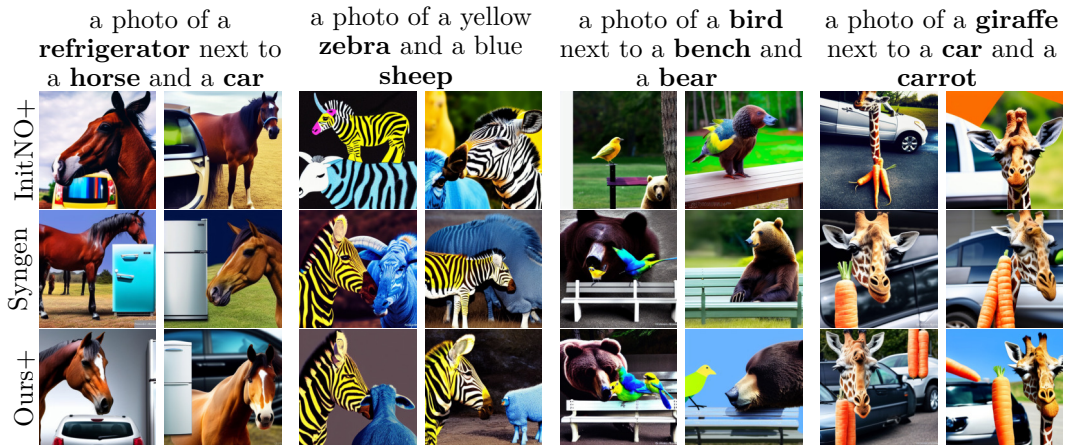 a photo of a
refrigerator next to
a horse and a car
a photo of a yellow
zebra and a blue
sheep
a photo of a bird
next to a bench and
a bear
a photo of a giraffe
next to a car and a
carrot
InitNO+
Syngen
Ours+